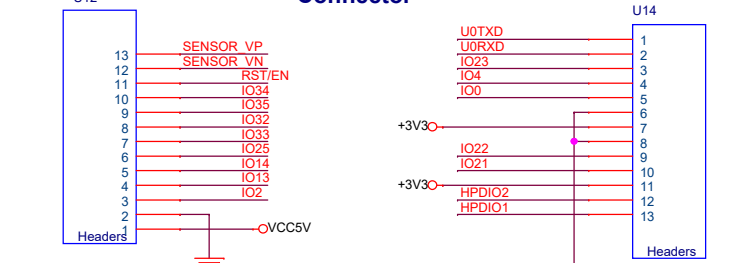 U12
Connector
U14
13
SENSOR_VP
12
SENSOR_VN
11
RST/EN
10
IO34
9
IO35
8
IO32
7
IO33
6
IO25
5
IO14
4
IO13
3
IO2
2
1
VCC5V
Headers
U0TXD
1
U0RXD
2
IO23
3
IO4
4
IO0
5
6
+3V3
7
8
IO22
9
IO21
10
+3V3
11
HPDIO2
12
HPDIO1
13
Headers